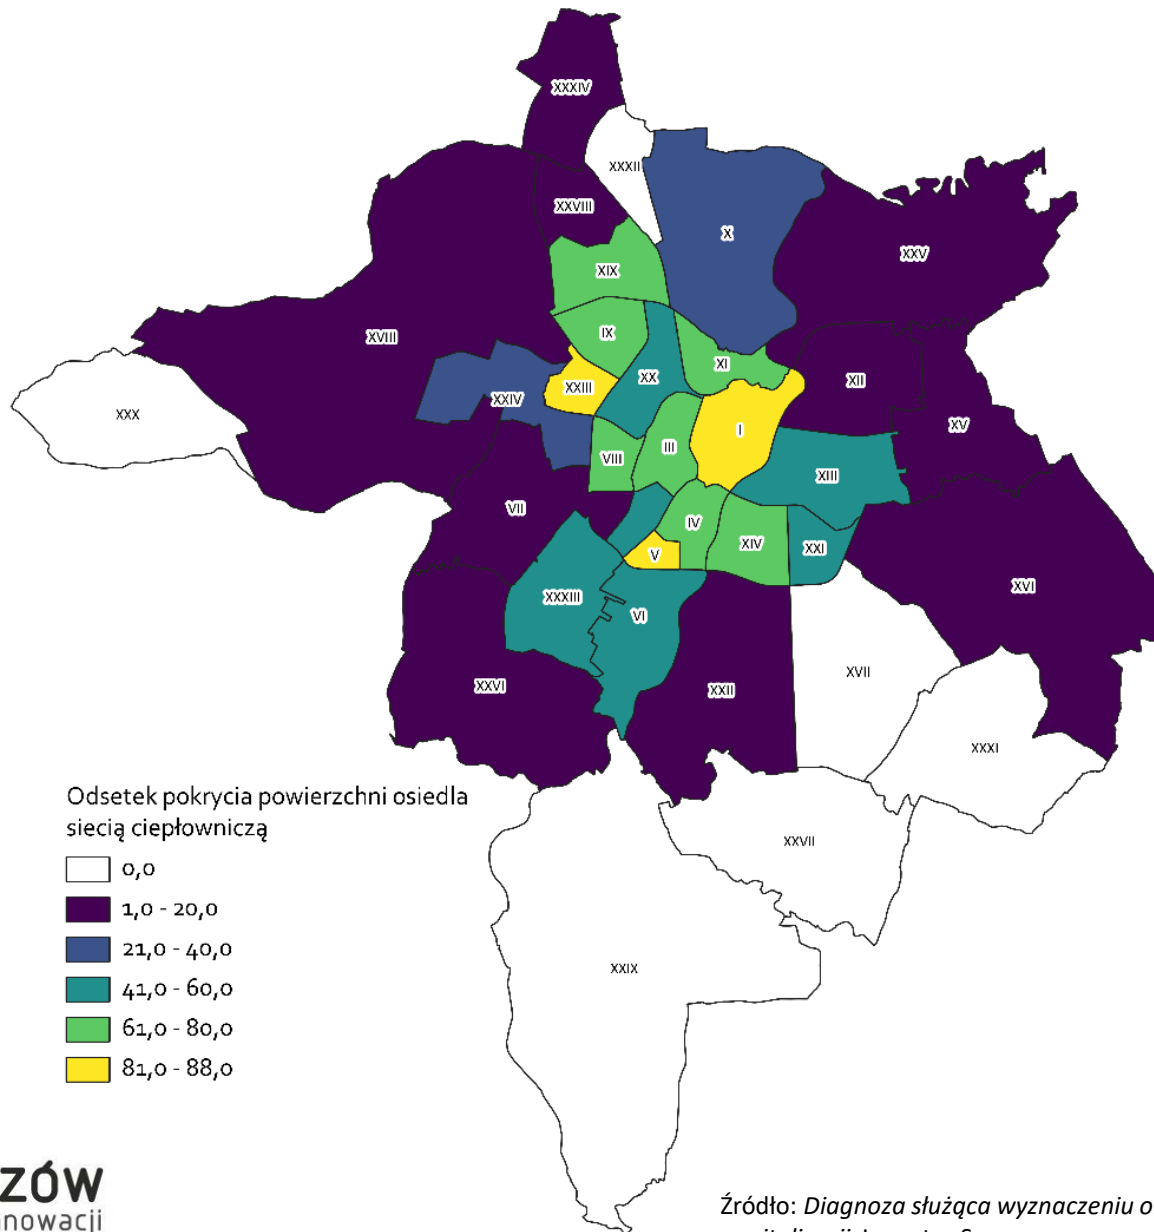 XXXIV
XXXII
XXVIII
X
XXV
XIX
IX
XVIII
XI
XX
XII
XXIII
XXIV
XXX
XV
I
III
VIII
XIII
VII
IV
XIV
XXI
V
XVI
XXXIII
VI
XVII
XXVI
XXII
XXXI
Odsetek pokrycia powierzchni osiedla
siecią ciepłowniczą
0,0
1,0 - 20,0
21,0 - 40,0
41,0 - 60,0
61,0 - 80,0
81,0 - 88,0
XXVII
XXIX
ZÓW
nowacji
Źródło: Diagnoza służąca wyznaczeniu o